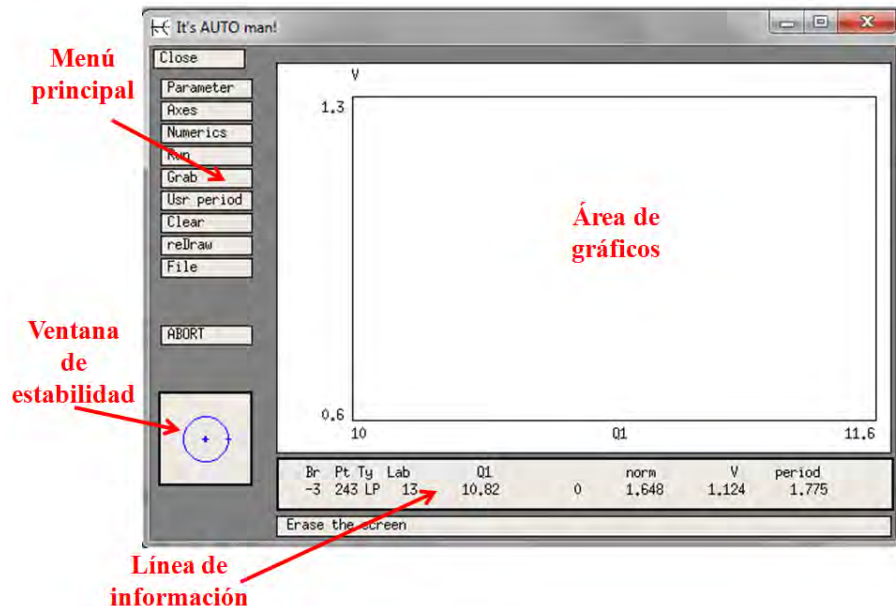 It's AUTO man!
Close
Menú
principal
Parameter
Axes
Numerics
Run
Grab
Usr period
Clear
reDraw
File
ABORT
Ventana
de
estabilidad
V
1.3
Área de
gráficos
0.6
10 Q1 11.6
Br Pt Ty Lab Q1 norm V period
-3 243 LP 13 10.82 0 1.648 1.124 1.775
Erase the screen
Línea de
información